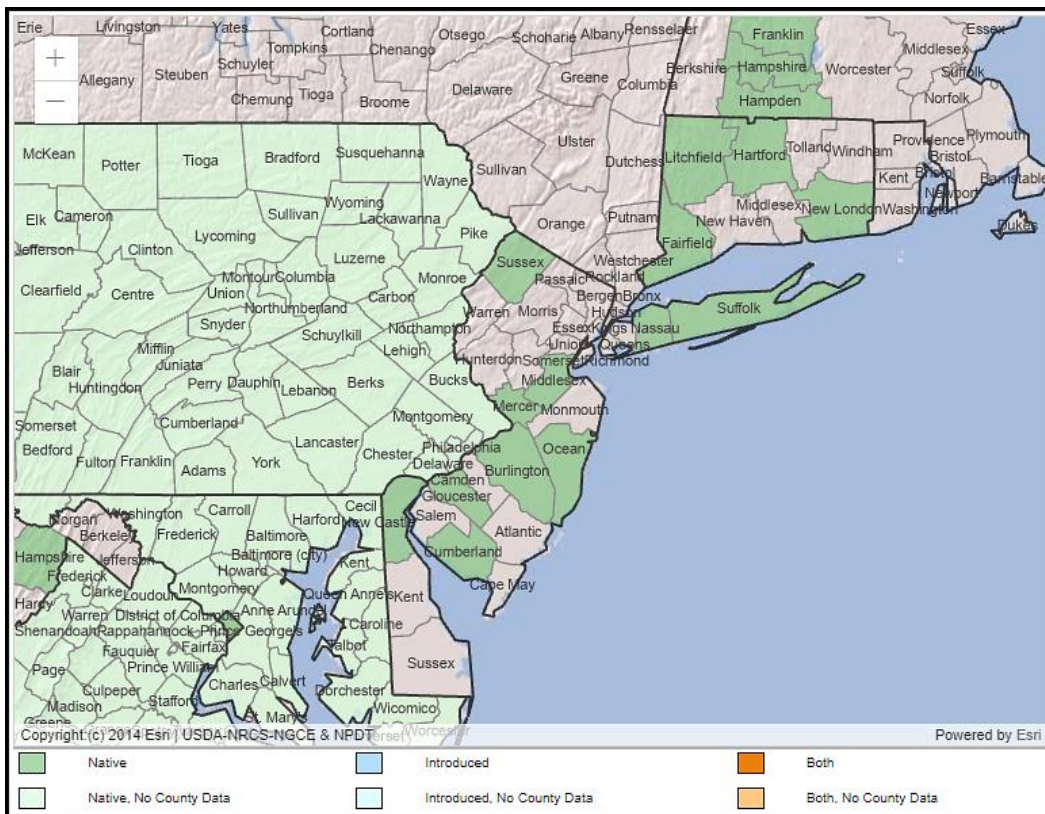 Erie Livingston Yates Cortland Otsego Schoharie Albany Rensselaer Franklin Middlesex Essex
Tompkins Chenango
+ Schuyler Greene Columbia Berkshire Hampshire Worcester Suffolk
− Allegany Steuben Chemung Tioga Broome Delaware Hampden Norfolk
Ulster
McKean Potter Tioga Bradford Susquehanna Sullivan Dutchess Litchfield Hartford Tolland Windham Providence Plymouth
Bristol
Wayne Kent Bristol Barnstable
Elk Cameron Sullivan Wyoming Lackawanna Orange Putnam New Haven Middlesex New London Washington Newport
Dukes
Jefferson Clinton Lycoming Luzerne Pike Fairfield
Westchester
Clearfield Centre Montour Columbia Monroe Sussex Passaic Rockland
Union Carbon Bergen Bronx
Northumberland Warren Morris Hudson Suffolk
Snyder Schuylkill Northampton Essex Kings Nassau
Mifflin Lehigh Union Queens
Blair Juniata Hunterdon Somerset Richmond
Huntingdon Perry Dauphin Lebanon Berks Bucks Middlesex
Mercer Monmouth
Somerset Cumberland Montgomery
Bedford Lancaster Philadelphia Ocean
Fulton Franklin Adams York Chester Delaware Burlington
Camden
Gloucester
Morgan Washington Carroll Harford Cecil New Castle Salem
Berkeley Frederick Baltimore Atlantic
Hampshire Jefferson Baltimore (city) Kent Cumberland
Frederick Howard
Clarke Loudoun Montgomery Queen Anne's Kent Cape May
Hardy Warren District of Columbia Anne Arundel
Shenandoah Rappahannock Prince George's Caroline
Fauquier Fairfax Talbot
Page Prince William Sussex
Culpeper Charles Calvert Dorchester
Madison Stafford
Greene St. Mary's Wicomico
Worcester
Copyright:(c) 2014 Esri | USDA-NRCS-NGCE & NPDT Powered by Esri
Native Introduced Both
Native, No County Data Introduced, No County Data Both, No County Data